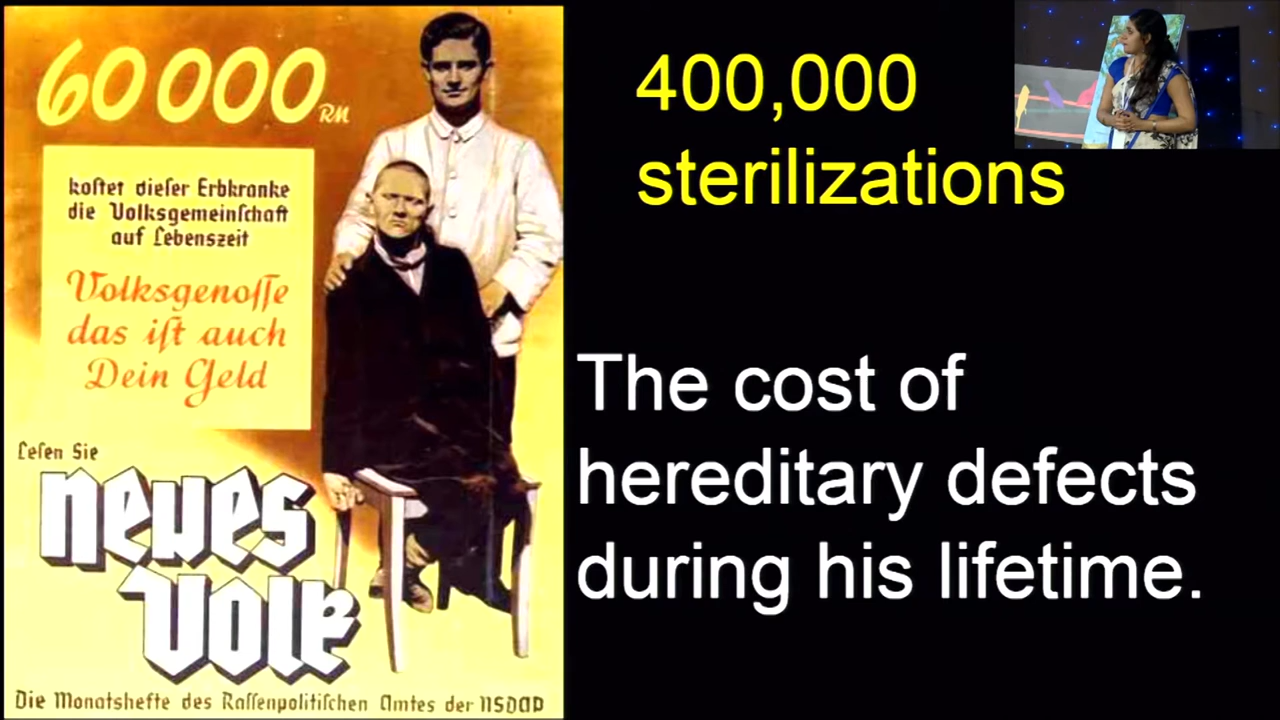 60000 RM
koſtet dieſer Erbkranke
die Volksgemeinſchaft
auf Lebenszeit
Volksgenoſſe
das iſt auch
Dein Geld
Leſen Sie
neues
Volk
Die Monatshefte des Raſſenpolitiſchen Amtes der NSDAP
400,000
sterilizations
The cost of
hereditary defects
during his lifetime.